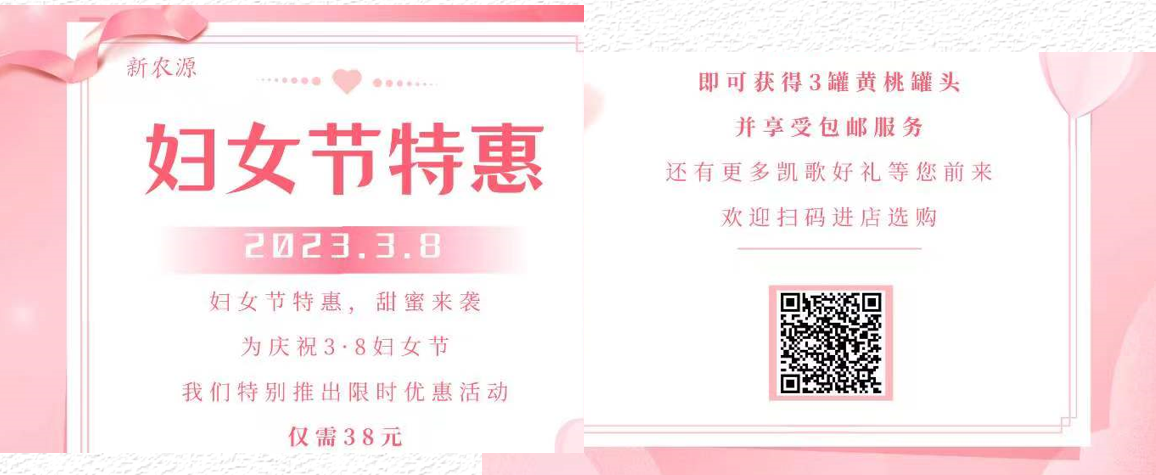 新农源
妇女节特惠
2023.3.8
妇女节特惠，甜蜜来袭
为庆祝3·8妇女节
我们特别推出限时优惠活动
仅需38元
即可获得3罐黄桃罐头
并享受包邮服务
还有更多凯歌好礼等您前来
欢迎扫码进店选购